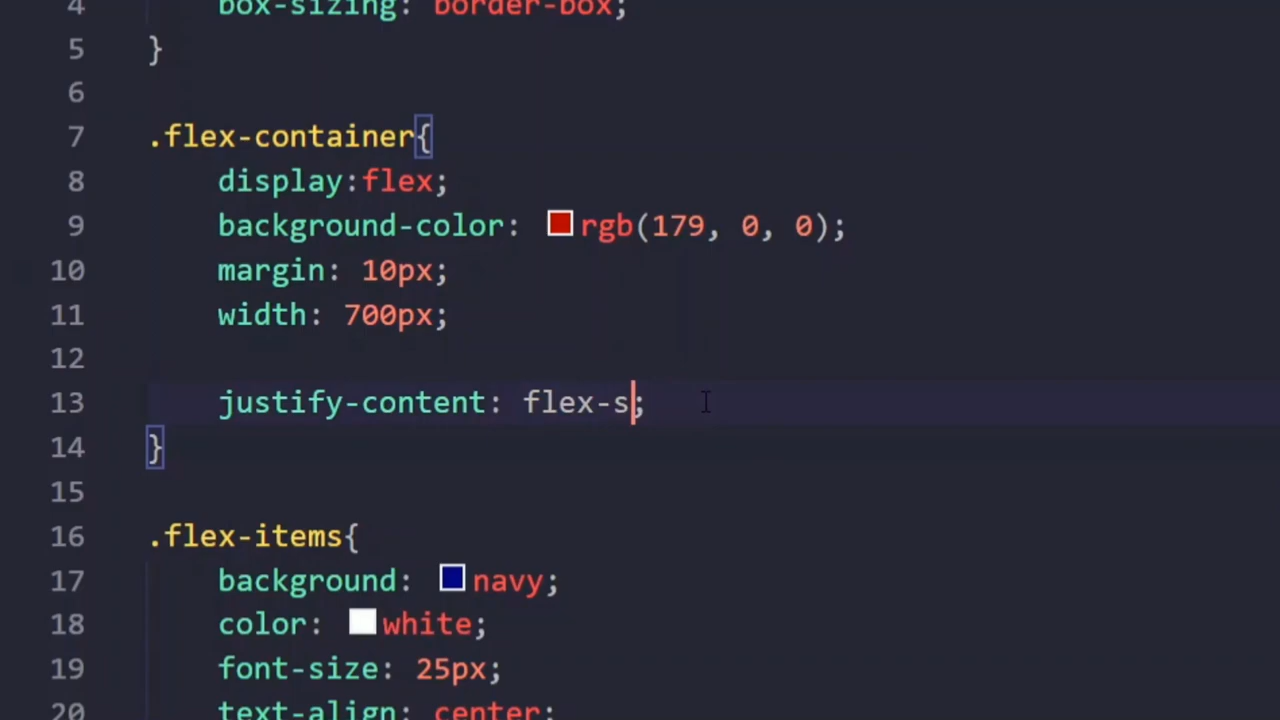 4 box-sizing: border-box;
5 }
6
7 .flex-container{
8 display:flex;
9 background-color: rgb(179, 0, 0);
10 margin: 10px;
11 width: 700px;
12
13 justify-content: flex-s;
14 }
15
16 .flex-items{
17 background: navy;
18 color: white;
19 font-size: 25px;
20 text-align: center;